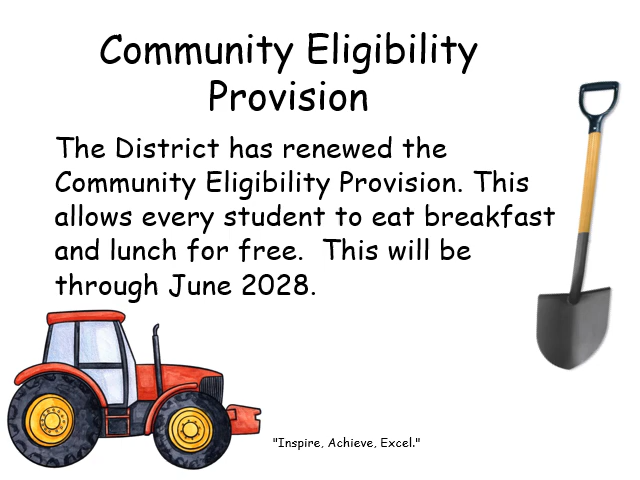 Community Eligibility
Provision
The District has renewed the
Community Eligibility Provision. This
allows every student to eat breakfast
and lunch for free.  This will be
through June 2028.
"Inspire, Achieve, Excel."